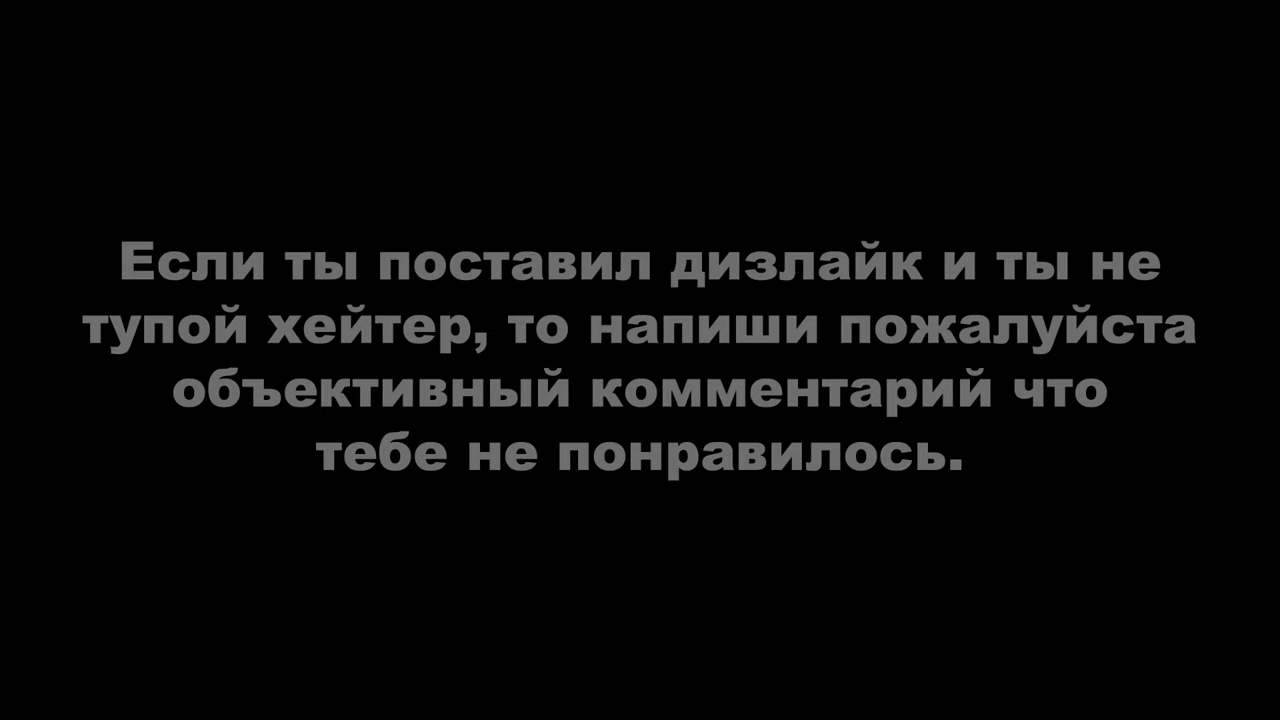 Если ты поставил дизлайк и ты не
тупой хейтер, то напиши пожалуйста
объективный комментарий что
тебе не понравилось.